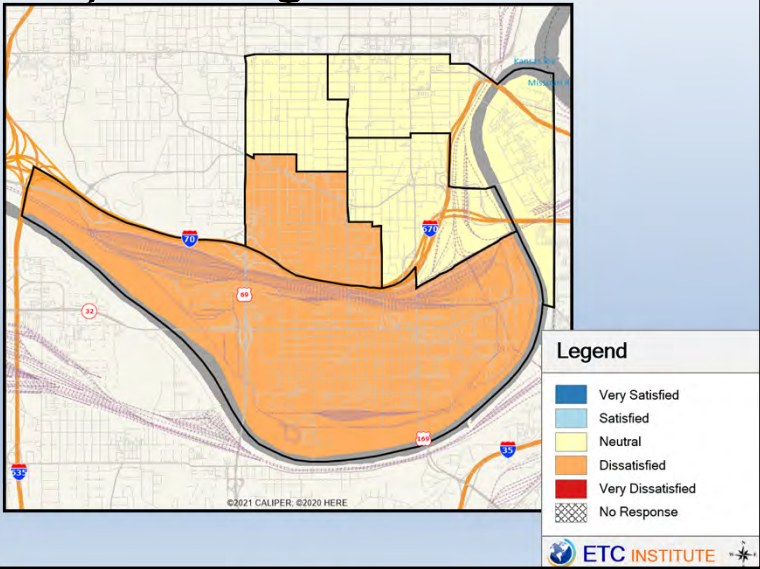 Kansas Riv
Missouri R
70
670
69
32
169
635
35
©2021 CALIPER; ©2020 HERE
Legend
Very Satisfied
Satisfied
Neutral
Dissatisfied
Very Dissatisfied
No Response
ETC INSTITUTE